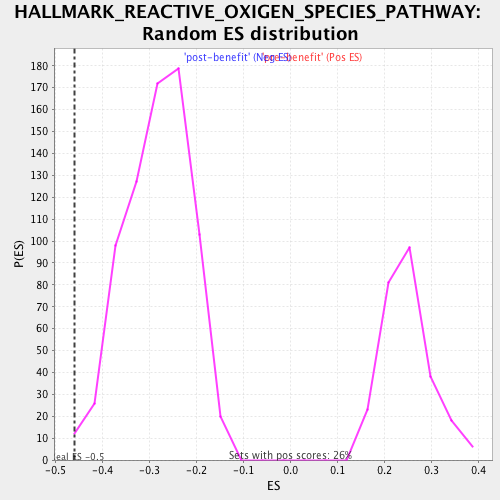 HALLMARK_REACTIVE_OXIGEN_SPECIES_PATHWAY:
Random ES distribution
'post-benefit' (Neg ES)
benefit' (Pos ES)
180
170
160
150
140
130
120
110
100
90
80
70
60
50
40
30
20
10
0
P(ES)
eal ES -0.5
Sets with pos scores: 26%
-0.5 -0.4 -0.3 -0.2 -0.1 0.0 0.1 0.2 0.3 0.4
ES